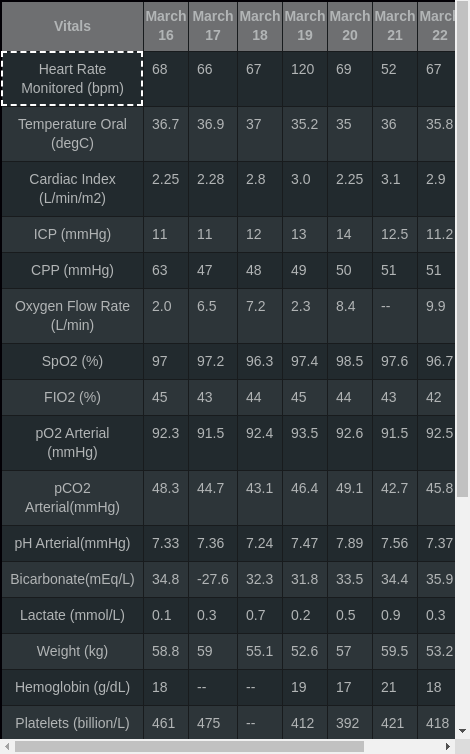 Vitals March 16 March 17 March 18 March 19 March 20 March 21 March 22
Heart Rate Monitored (bpm) 68 66 67 120 69 52 67
Temperature Oral (degC) 36.7 36.9 37 35.2 35 36 35.8
Cardiac Index (L/min/m2) 2.25 2.28 2.8 3.0 2.25 3.1 2.9
ICP (mmHg) 11 11 12 13 14 12.5 11.2
CPP (mmHg) 63 47 48 49 50 51 51
Oxygen Flow Rate (L/min) 2.0 6.5 7.2 2.3 8.4 -- 9.9
SpO2 (%) 97 97.2 96.3 97.4 98.5 97.6 96.7
FIO2 (%) 45 43 44 45 44 43 42
pO2 Arterial (mmHg) 92.3 91.5 92.4 93.5 92.6 91.5 92.5
pCO2 Arterial(mmHg) 48.3 44.7 43.1 46.4 49.1 42.7 45.8
pH Arterial(mmHg) 7.33 7.36 7.24 7.47 7.89 7.56 7.37
Bicarbonate(mEq/L) 34.8 -27.6 32.3 31.8 33.5 34.4 35.9
Lactate (mmol/L) 0.1 0.3 0.7 0.2 0.5 0.9 0.3
Weight (kg) 58.8 59 55.1 52.6 57 59.5 53.2
Hemoglobin (g/dL) 18 -- -- 19 17 21 18
Platelets (billion/L) 461 475 -- 412 392 421 418